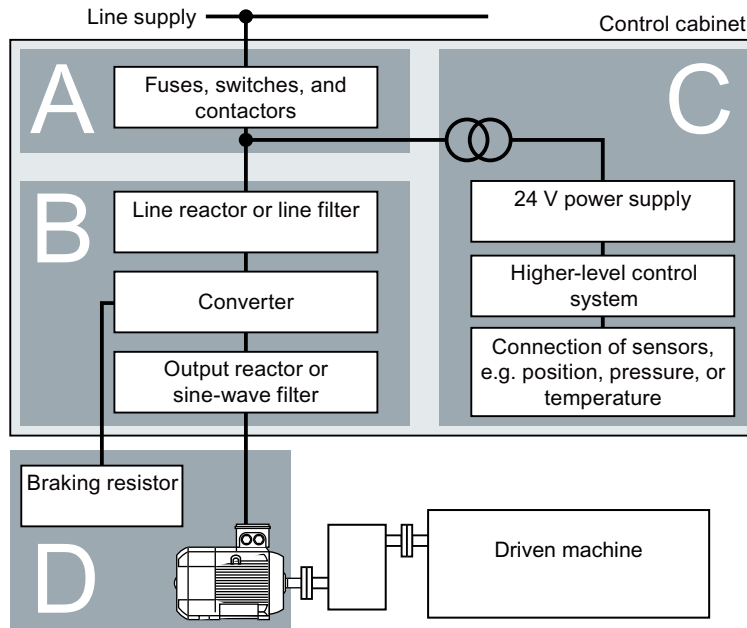 Line supply
Control cabinet
A
Fuses, switches, and
contactors
C
B
Line reactor or line filter
24 V power supply
Converter
Higher-level control
system
Output reactor or
sine-wave filter
Connection of sensors,
e.g. position, pressure, or
temperature
Braking resistor
D
Driven machine